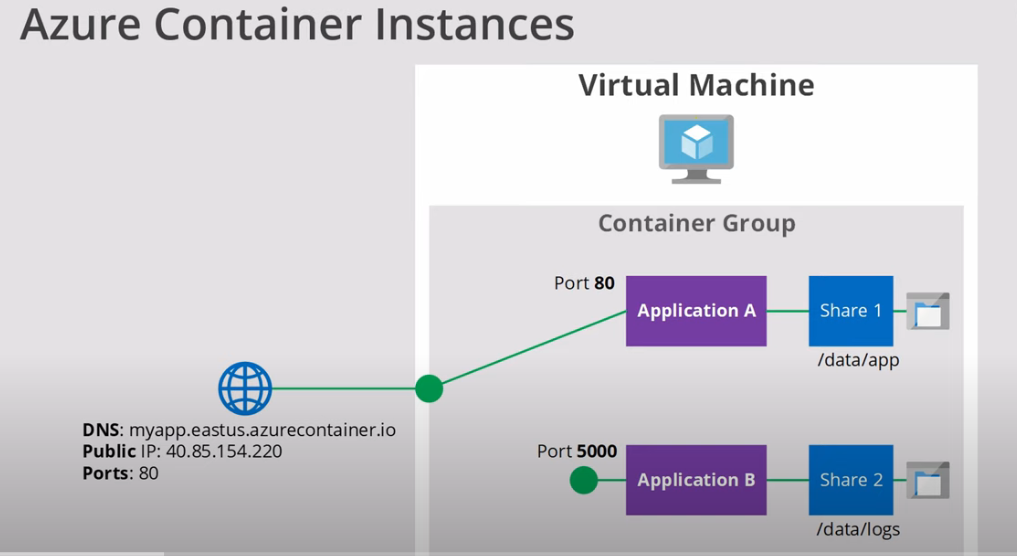 Azure Container Instances
Virtual Machine
Container Group
Port 80
Application A
Share 1
/data/app
DNS: myapp.eastus.azurecontainer.io
Public IP: 40.85.154.220
Ports: 80
Port 5000
Application B
Share 2
/data/logs